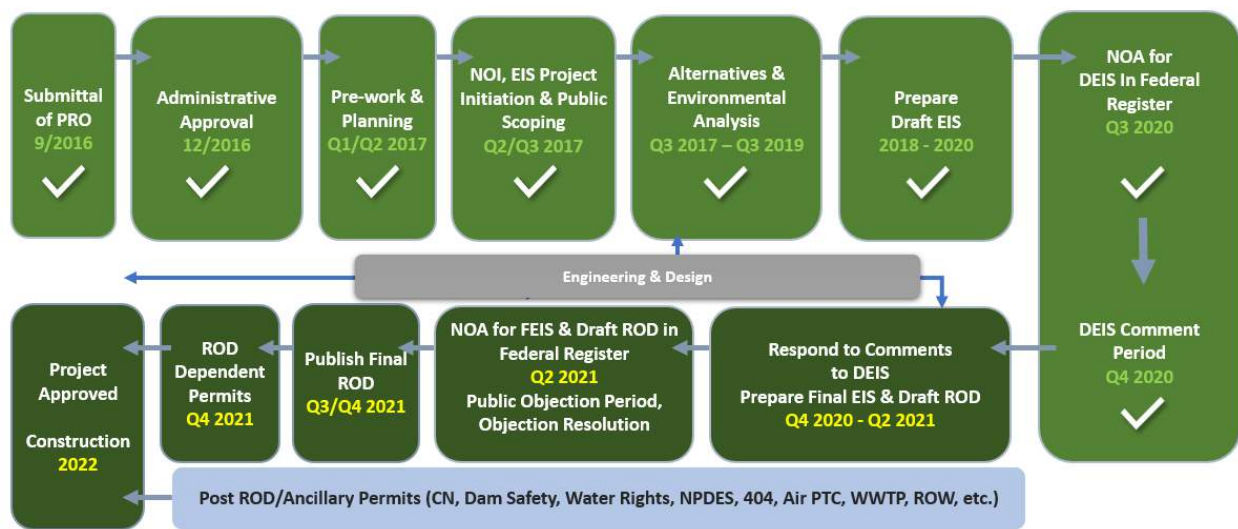 Submittal
of PRO
9/2016
Administrative
Approval
12/2016
Pre-work &
Planning
Q1/Q2 2017
NOI, EIS Project
Initiation & Public
Scoping
Q2/Q3 2017
Alternatives &
Environmental
Analysis
Q3 2017 – Q3 2019
Prepare
Draft EIS
2018 - 2020
NOA for
DEIS In Federal
Register
Q3 2020
DEIS Comment
Period
Q4 2020
Engineering & Design
Respond to Comments
to DEIS
Prepare Final EIS & Draft ROD
Q4 2020 - Q2 2021
NOA for FEIS & Draft ROD in
Federal Register
Q2 2021
Public Objection Period,
Objection Resolution
Publish Final
ROD
Q3/Q4 2021
ROD
Dependent
Permits
Q4 2021
Project
Approved
Construction
2022
Post ROD/Ancillary Permits (CN, Dam Safety, Water Rights, NPDES, 404, Air PTC, WWTP, ROW, etc.)